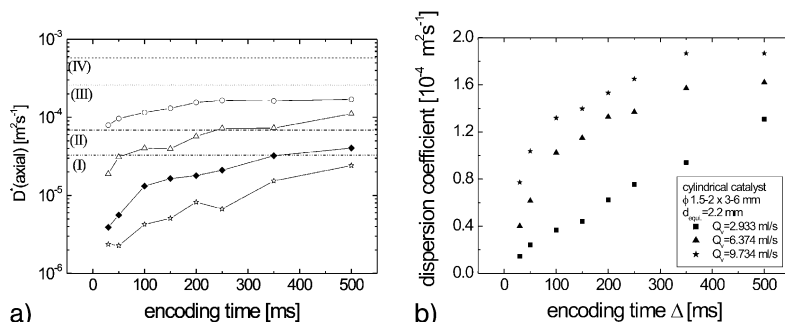 D*(axial) [m²s⁻¹]
10⁻³
10⁻⁴
10⁻⁵
10⁻⁶
(IV)
(III)
(II)
(I)
0 100 200 300 400 500
encoding time [ms]
a)
dispersion coefficient [10⁻⁴ m²s⁻¹]
2.0
1.6
1.2
0.8
0.4
0.0
cylindrical catalyst
ϕ 1.5-2 x 3-6 mm
d_equi.=2.2 mm
■ Q_v=2.933 ml/s
▲ Q_v=6.374 ml/s
★ Q_v=9.734 ml/s
0 100 200 300 400 500
encoding time Δ [ms]
b)